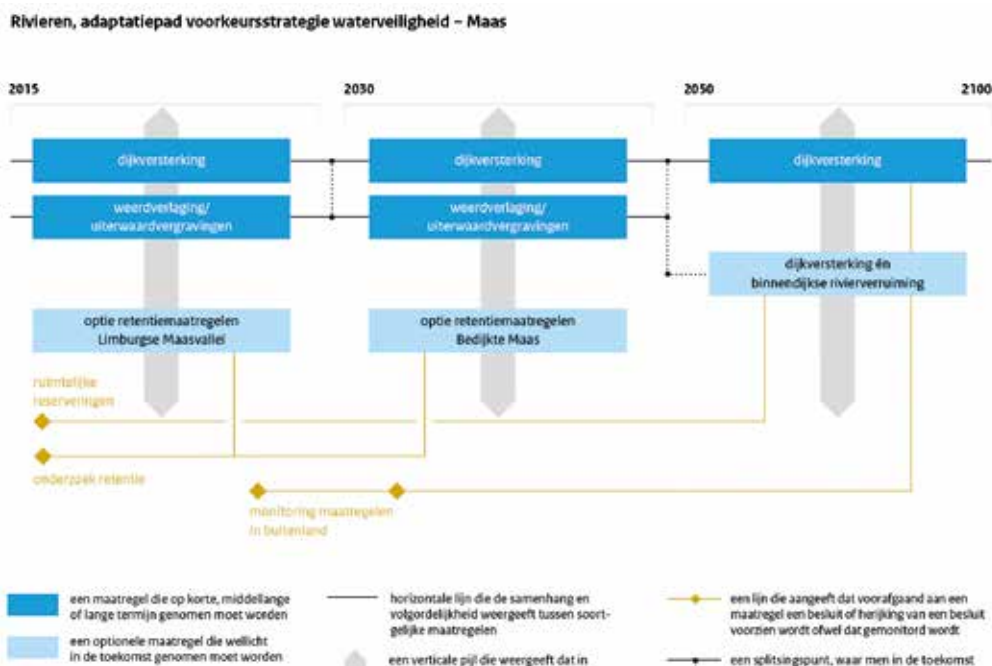 Rivieren, adaptatiepad voorkeursstrategie waterveiligheid – Maas
2015
2030
2050
2100
dijkversterking
dijkversterking
dijkversterking
weerdverlaging/
uiterwaardvergravingen
weerdverlaging/
uiterwaardvergravingen
dijkversterking én
binnendijkse rivierverruiming
optie retentiemaatregelen
Limburgse Maasvallei
optie retentiemaatregelen
Bedijkte Maas
ruimtelijke
reserveringen
onderzoek retentie
monitoring maatregelen
in buitenland
een maatregel die op korte, middellange
of lange termijn genomen moet worden
een optionele maatregel die wellicht
in de toekomst genomen moet worden
horizontale lijn die de samenhang en
volgordelijkheid weergeeft tussen soort-
gelijke maatregelen
een verticale pijl die weergeeft dat in
een lijn die aangeeft dat voorafgaand aan een
maatregel een besluit of herijking van een besluit
voorzien wordt ofwel dat gemonitord wordt
een splitsingspunt, waar men in de toekomst